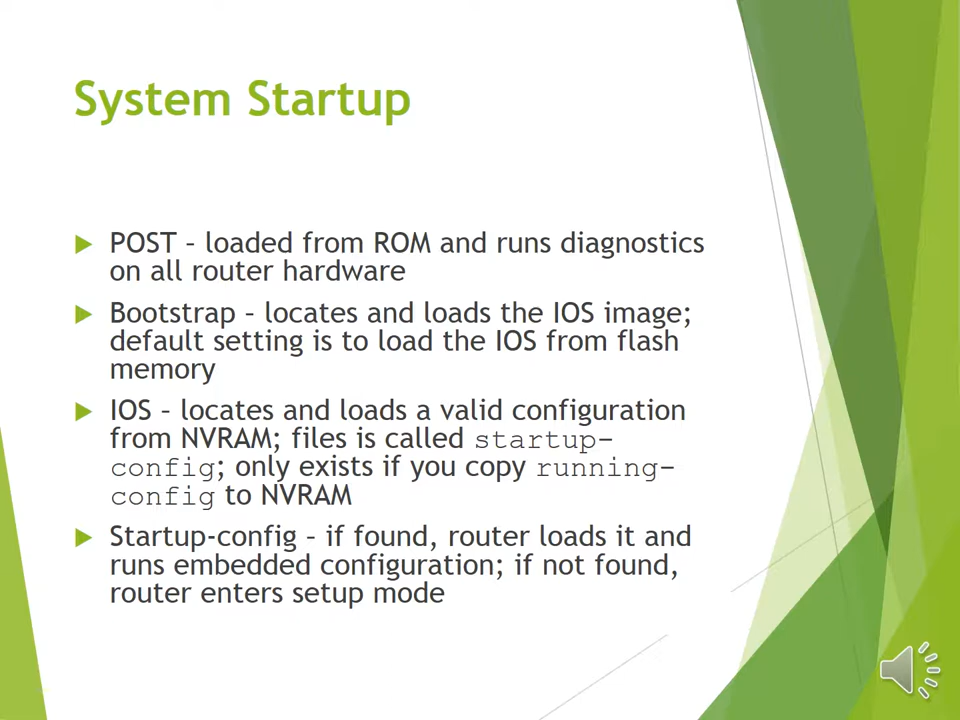 System Startup
POST – loaded from ROM and runs diagnostics
on all router hardware
Bootstrap – locates and loads the IOS image;
default setting is to load the IOS from flash
memory
IOS – locates and loads a valid configuration
from NVRAM; files is called startup-
config; only exists if you copy running-
config to NVRAM
Startup-config – if found, router loads it and
runs embedded configuration; if not found,
router enters setup mode